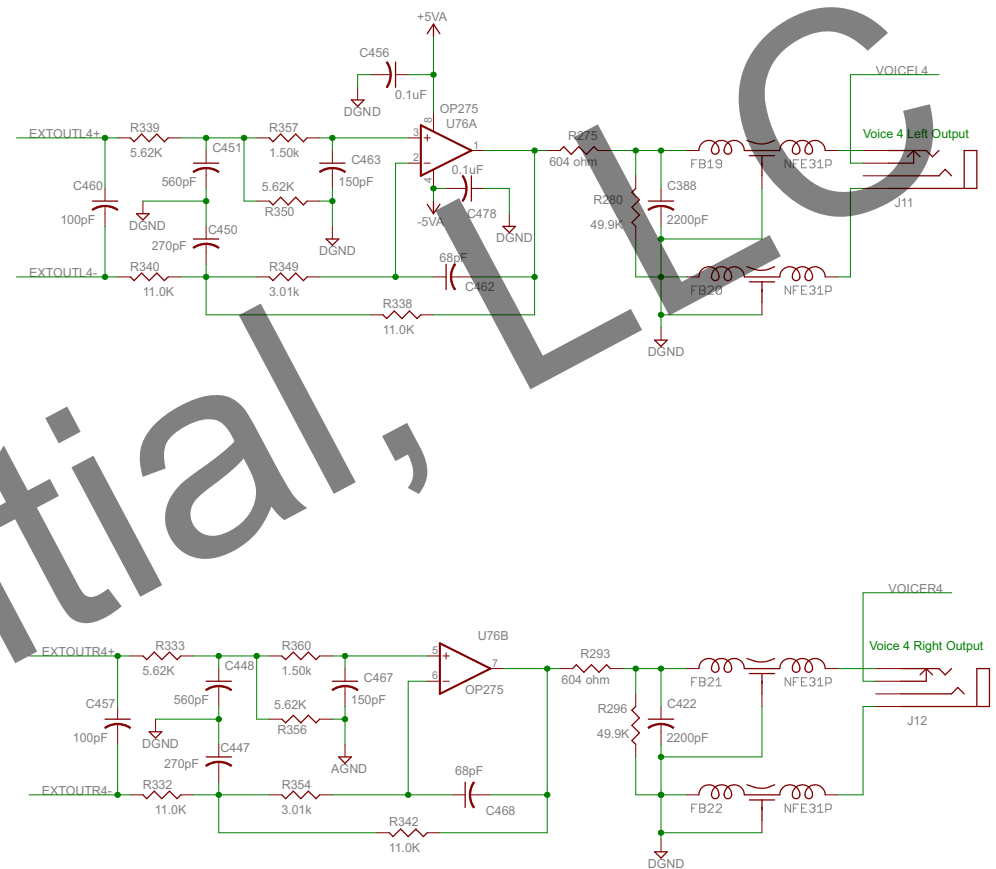 +5VA
C456
0.1uF
DGND
OP275
U76A
VOICEL4
Voice 4 Left Output
EXTOUTL4+
R339
5.62K
C451
560pF
R357
1.50k
C463
150pF
3
2
8
4
1
0.1uF
C478
-5VA
DGND
R275
604 ohm
R280
49.9K
C388
2200pF
FB19
NFE31P
J11
C460
100pF
DGND
5.62K
R350
DGND
C450
270pF
EXTOUTL4-
R340
11.0K
R349
3.01k
68pF
C462
FB20
NFE31P
R338
11.0K
DGND
tial, LLC
VOICER4
Voice 4 Right Output
U76B
OP275
EXTOUTR4+
R333
5.62K
C448
560pF
R360
1.50k
C467
150pF
5
6
7
R293
604 ohm
R296
49.9K
C422
2200pF
FB21
NFE31P
J12
C457
100pF
DGND
5.62K
R356
AGND
C447
270pF
EXTOUTR4-
R332
11.0K
R354
3.01k
68pF
C468
FB22
NFE31P
R342
11.0K
DGND